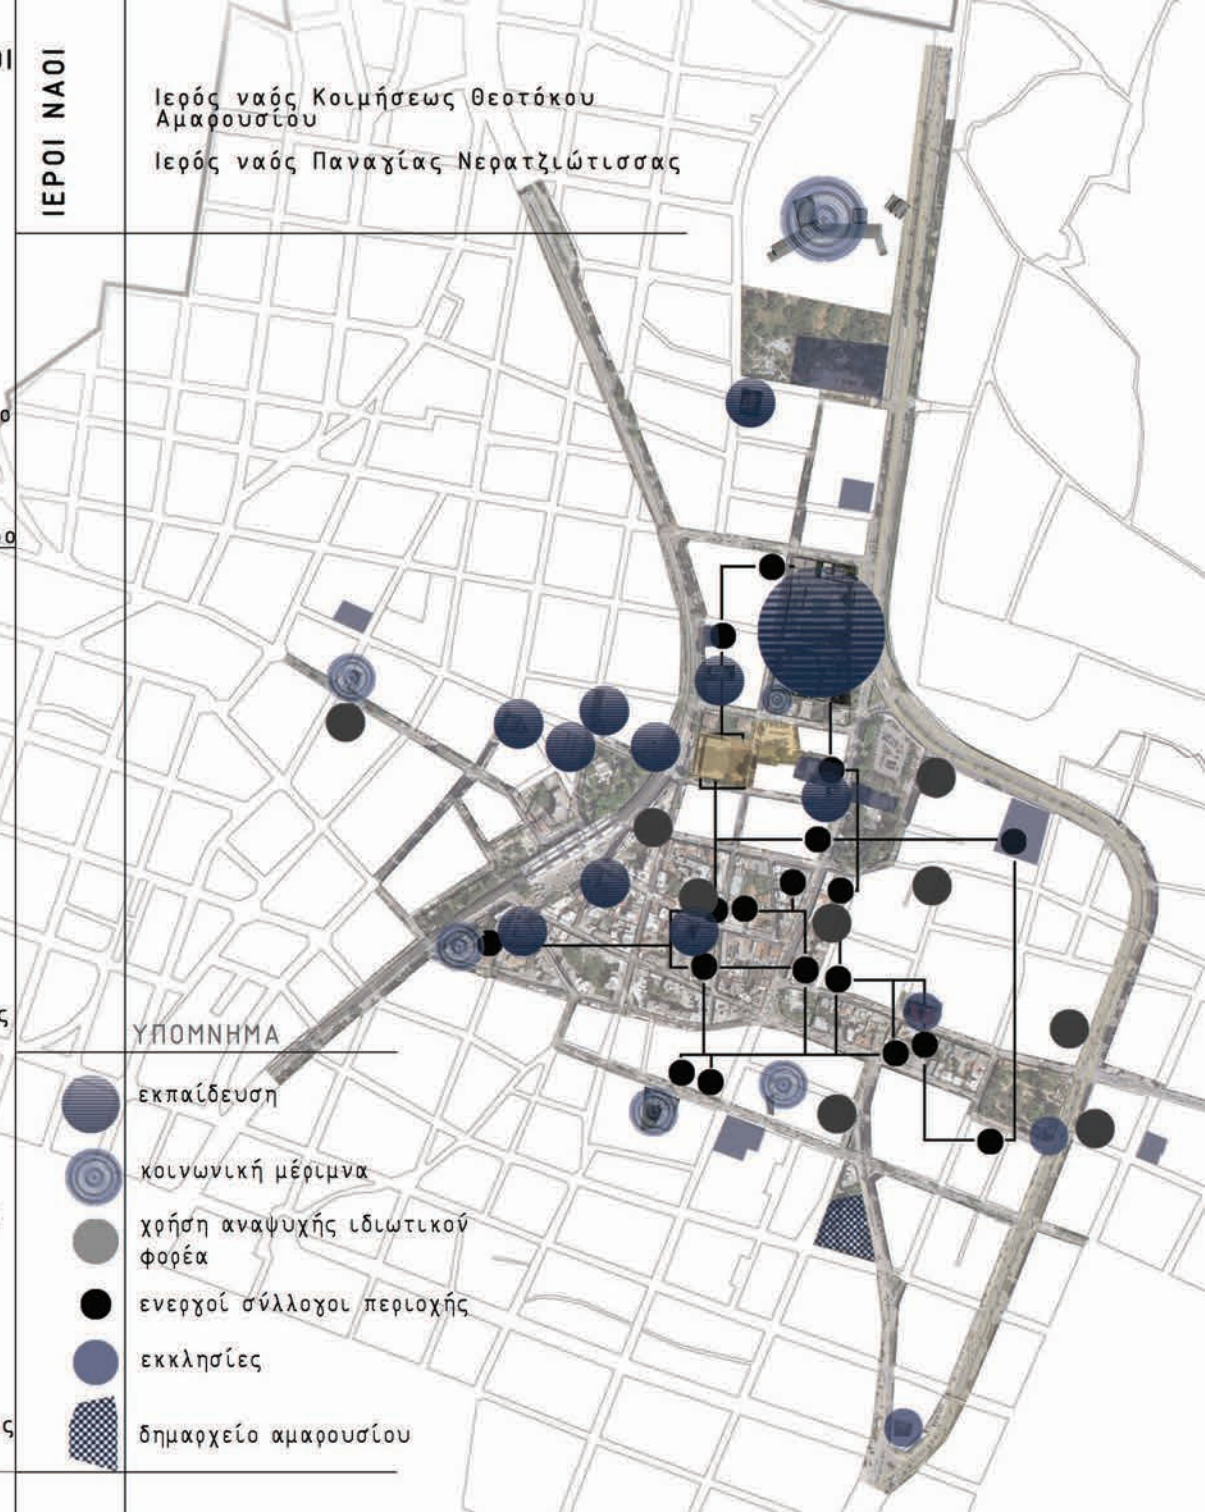 ΙΕΡΟΙ ΝΑΟΙ
Ιερός ναός Κοιμήσεως Θεοτόκου
Αμαρουσίου
Ιερός ναός Παναγίας Νερατζιώτισσας
ΥΠΟΜΝΗΜΑ
εκπαίδευση
κοινωνική μέριμνα
χρήση αναψυχής ιδιωτικού
φορέα
ενεργοί σύλλογοι περιοχής
εκκλησίες
δημαρχείο αμαρουσίου